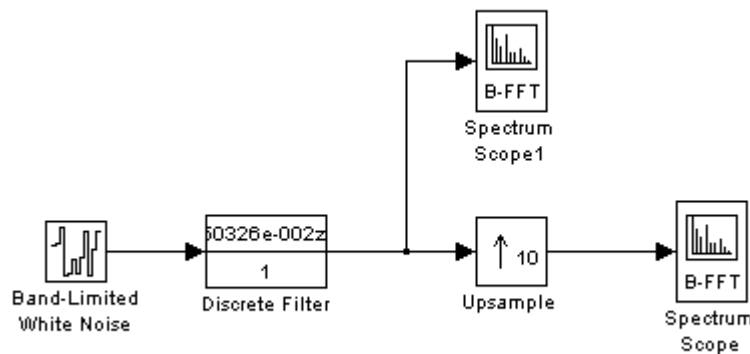 B-FFT
Spectrum
Scope1
50326e-002z
1
Discrete Filter
Band-Limited
White Noise
10
Upsample
B-FFT
Spectrum
Scope